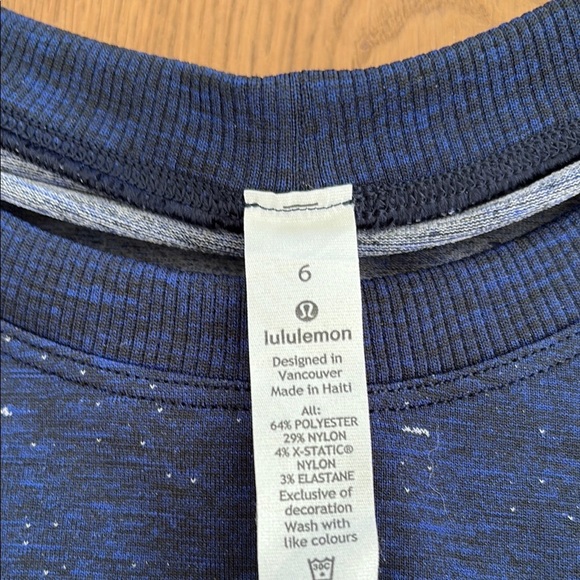 6
lululemon
Designed in
Vancouver
Made in Haiti
All:
64% POLYESTER
29% NYLON
4% X-STATIC®
NYLON
3% ELASTANE
Exclusive of
decoration
Wash with
like colours
30C